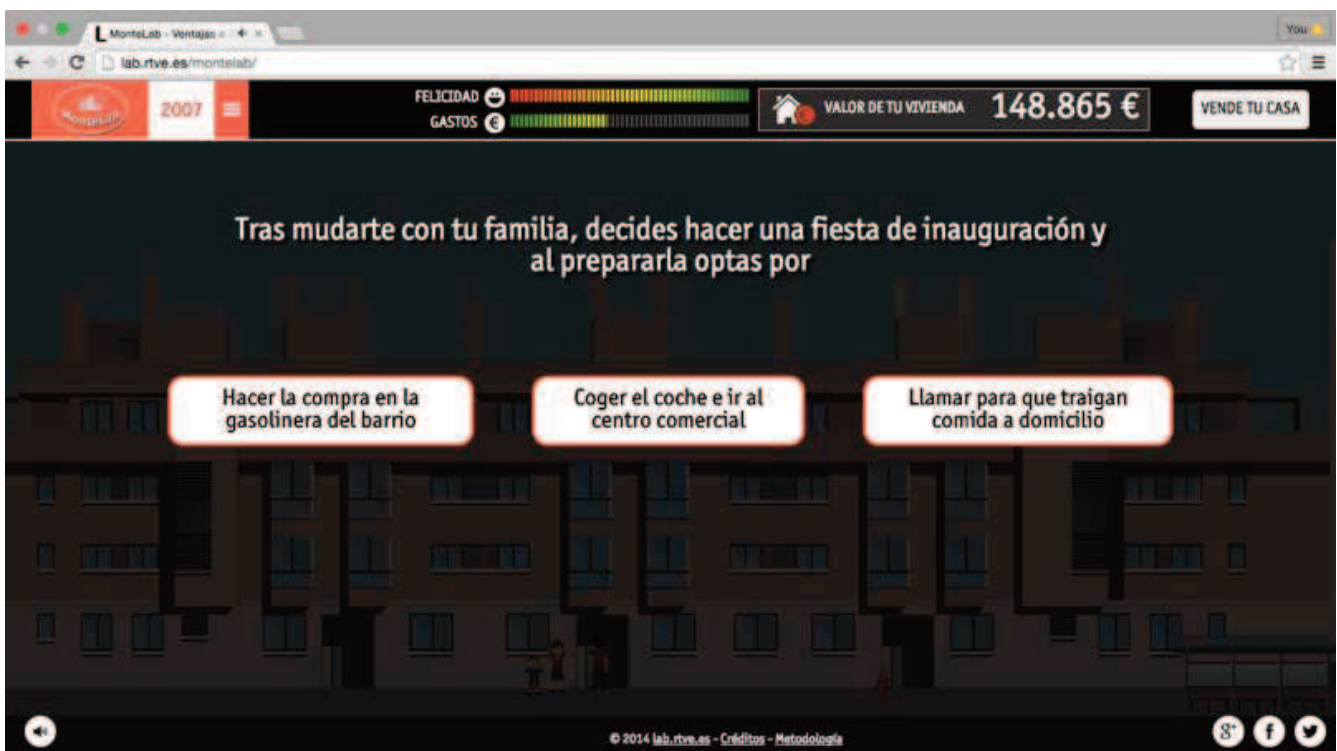 MonteLab - Ventajas
You
lab.rtve.es/montelab/
MonteLab
2007
FELICIDAD
GASTOS
€
VALOR DE TU VIVIENDA 148.865 €
VENDE TU CASA
Tras mudarte con tu familia, decides hacer una fiesta de inauguración y
al prepararla optas por
Hacer la compra en la
gasolinera del barrio
Coger el coche e ir al
centro comercial
Llamar para que traigan
comida a domicilio
© 2014 lab.rtve.es - Créditos - Metodología